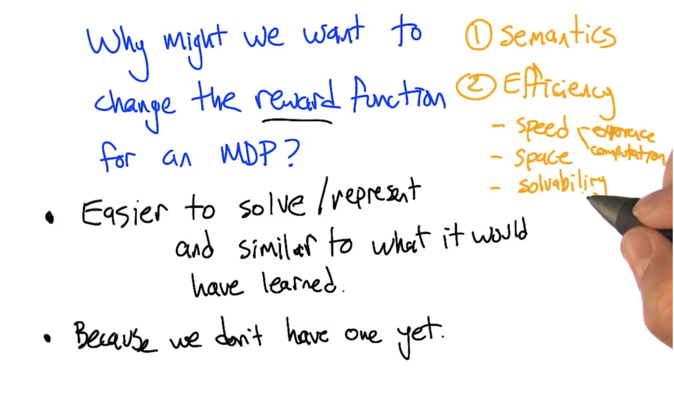 Why might we want to
change the reward function
for an MDP?
① Semantics
② Efficiency
- speed < experience
computation
- space
- solvability
• Easier to solve/represent
and similar to what it would
have learned.
• Because we don't have one yet.